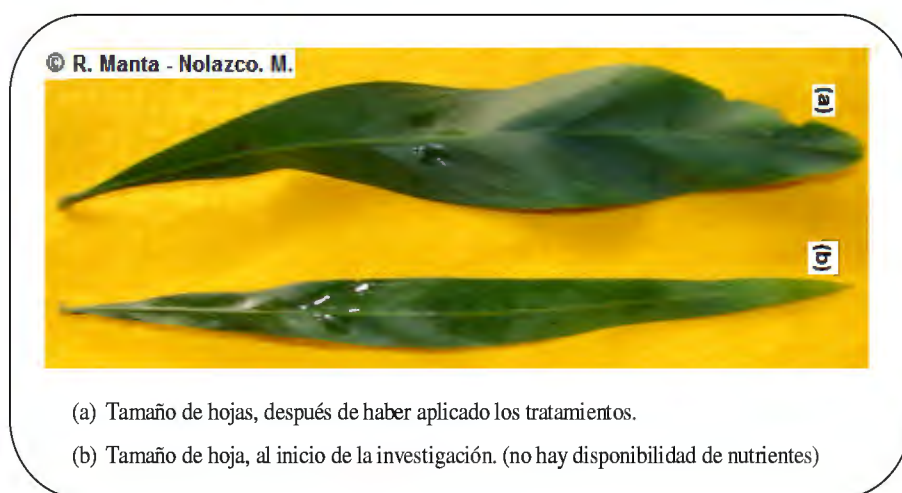 © R. Manta - Nolazco. M.
(a)
(b)
(a) Tamaño de hojas, después de haber aplicado los tratamientos.
(b) Tamaño de hoja, al inicio de la investigación. (no hay disponibilidad de nutrientes)